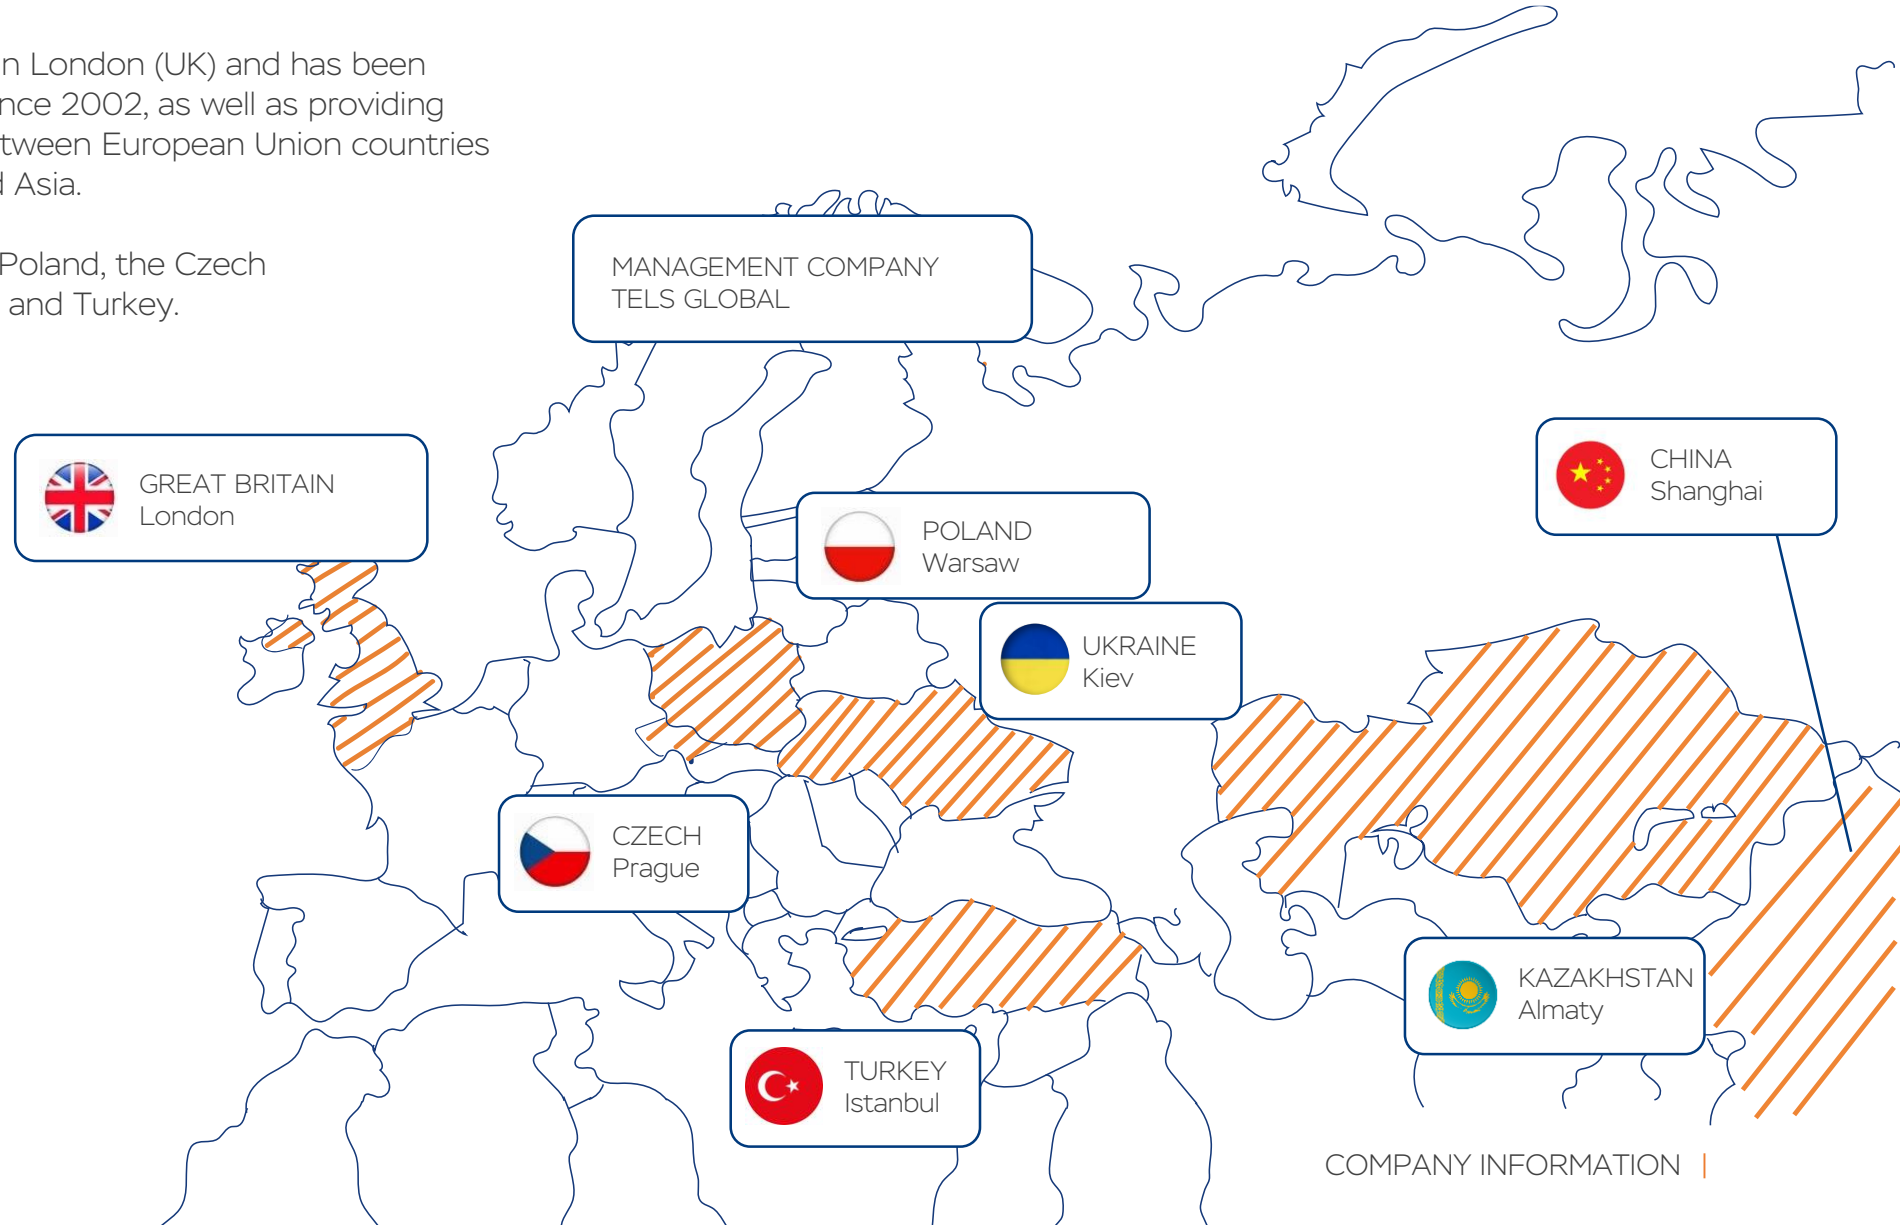 n London (UK) and has been
nce 2002, as well as providing
tween European Union countries
d Asia.
Poland, the Czech
and Turkey.
MANAGEMENT COMPANY
TELS GLOBAL
GREAT BRITAIN
London
CHINA
Shanghai
POLAND
Warsaw
UKRAINE
Kiev
CZECH
Prague
KAZAKHSTAN
Almaty
TURKEY
Istanbul
COMPANY INFORMATION |